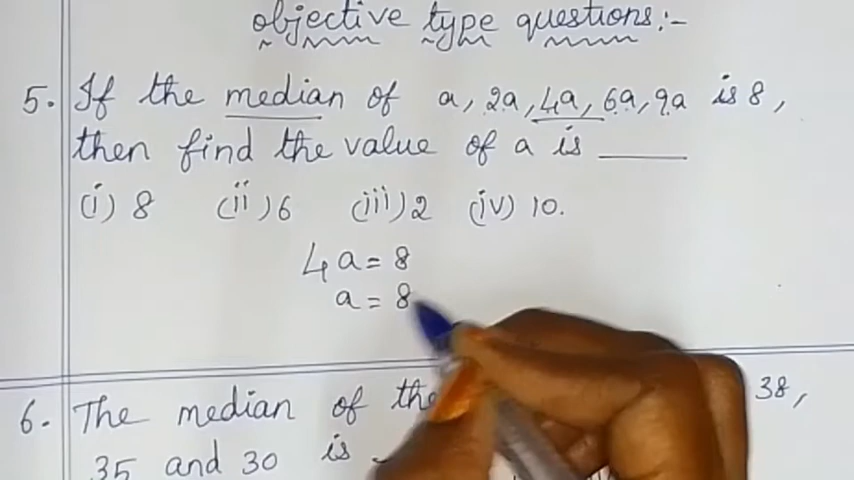 objective type questions:-
5. If the median of a, 2a, 4a, 6a, 9a is 8,
then find the value of a is ______
(i) 8 (ii) 6 (iii) 2 (iv) 10.
4a = 8
a = 8
6. The median of the 38,
35 and 30 is